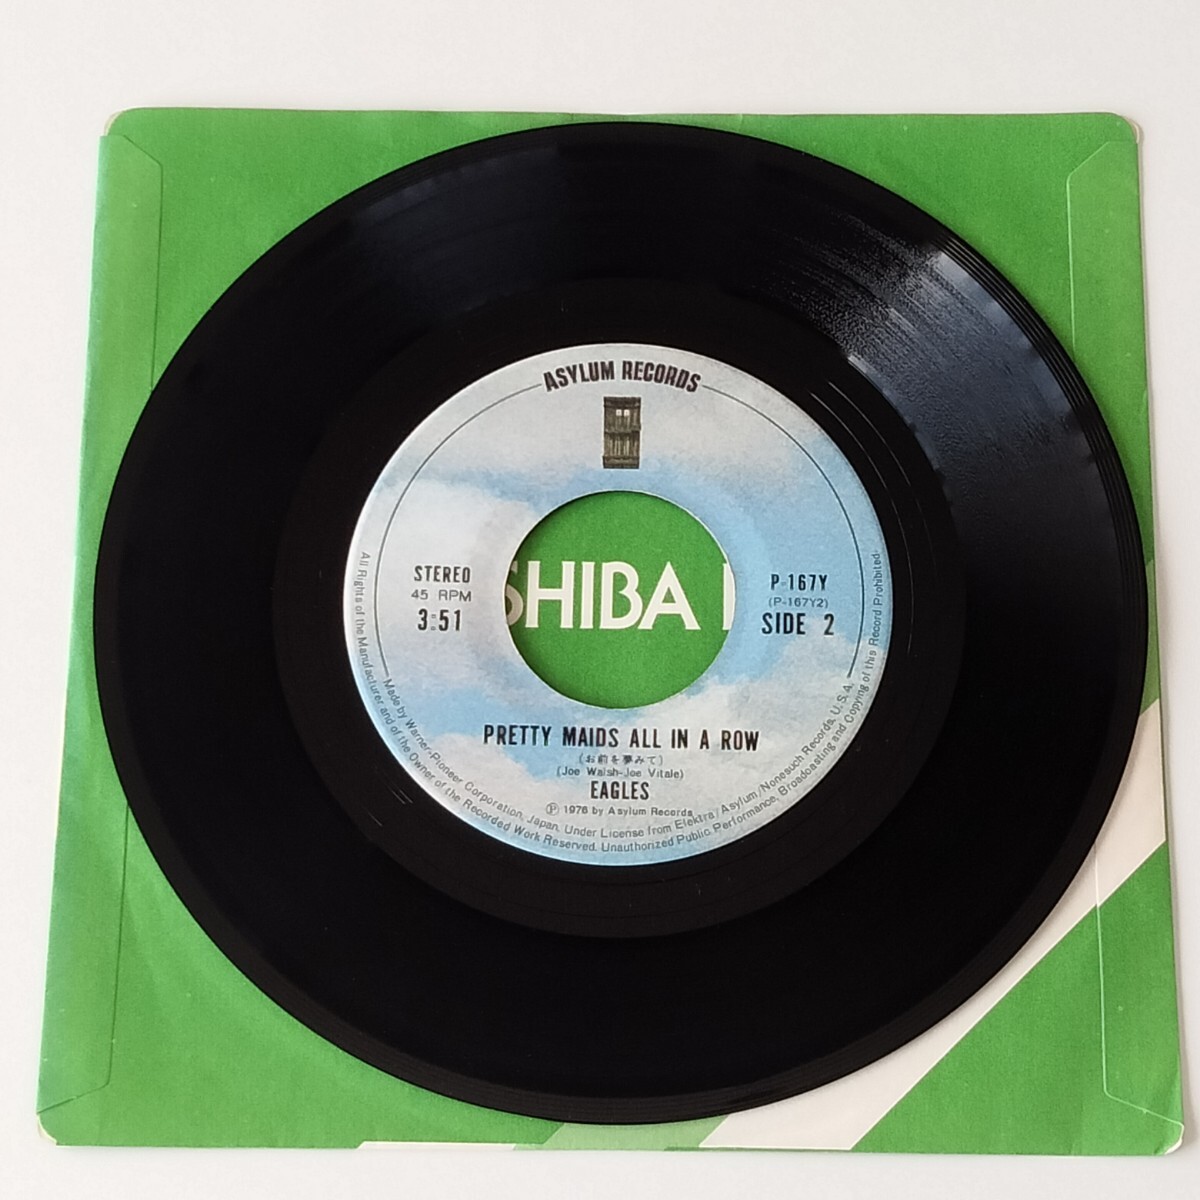 ASYLUM RECORDS
STEREO
45 RPM
3:51
SHIBA
P-167Y
(P-167Y2)
SIDE 2
PRETTY MAIDS ALL IN A ROW
(お前を夢みて)
(Joe Walsh-Joe Vitale)
EAGLES
Ⓟ 1976 by Asylum Records
Made by Warner-Pioneer Corporation, Japan, Under License from Elektra/Asylum/Nonesuch Records, U.S.A.
All Rights of the Manufacturer and of the Owner of the Recorded Work Reserved. Unauthorized Public Performance, Broadcasting and Copying of this Record Prohibited.